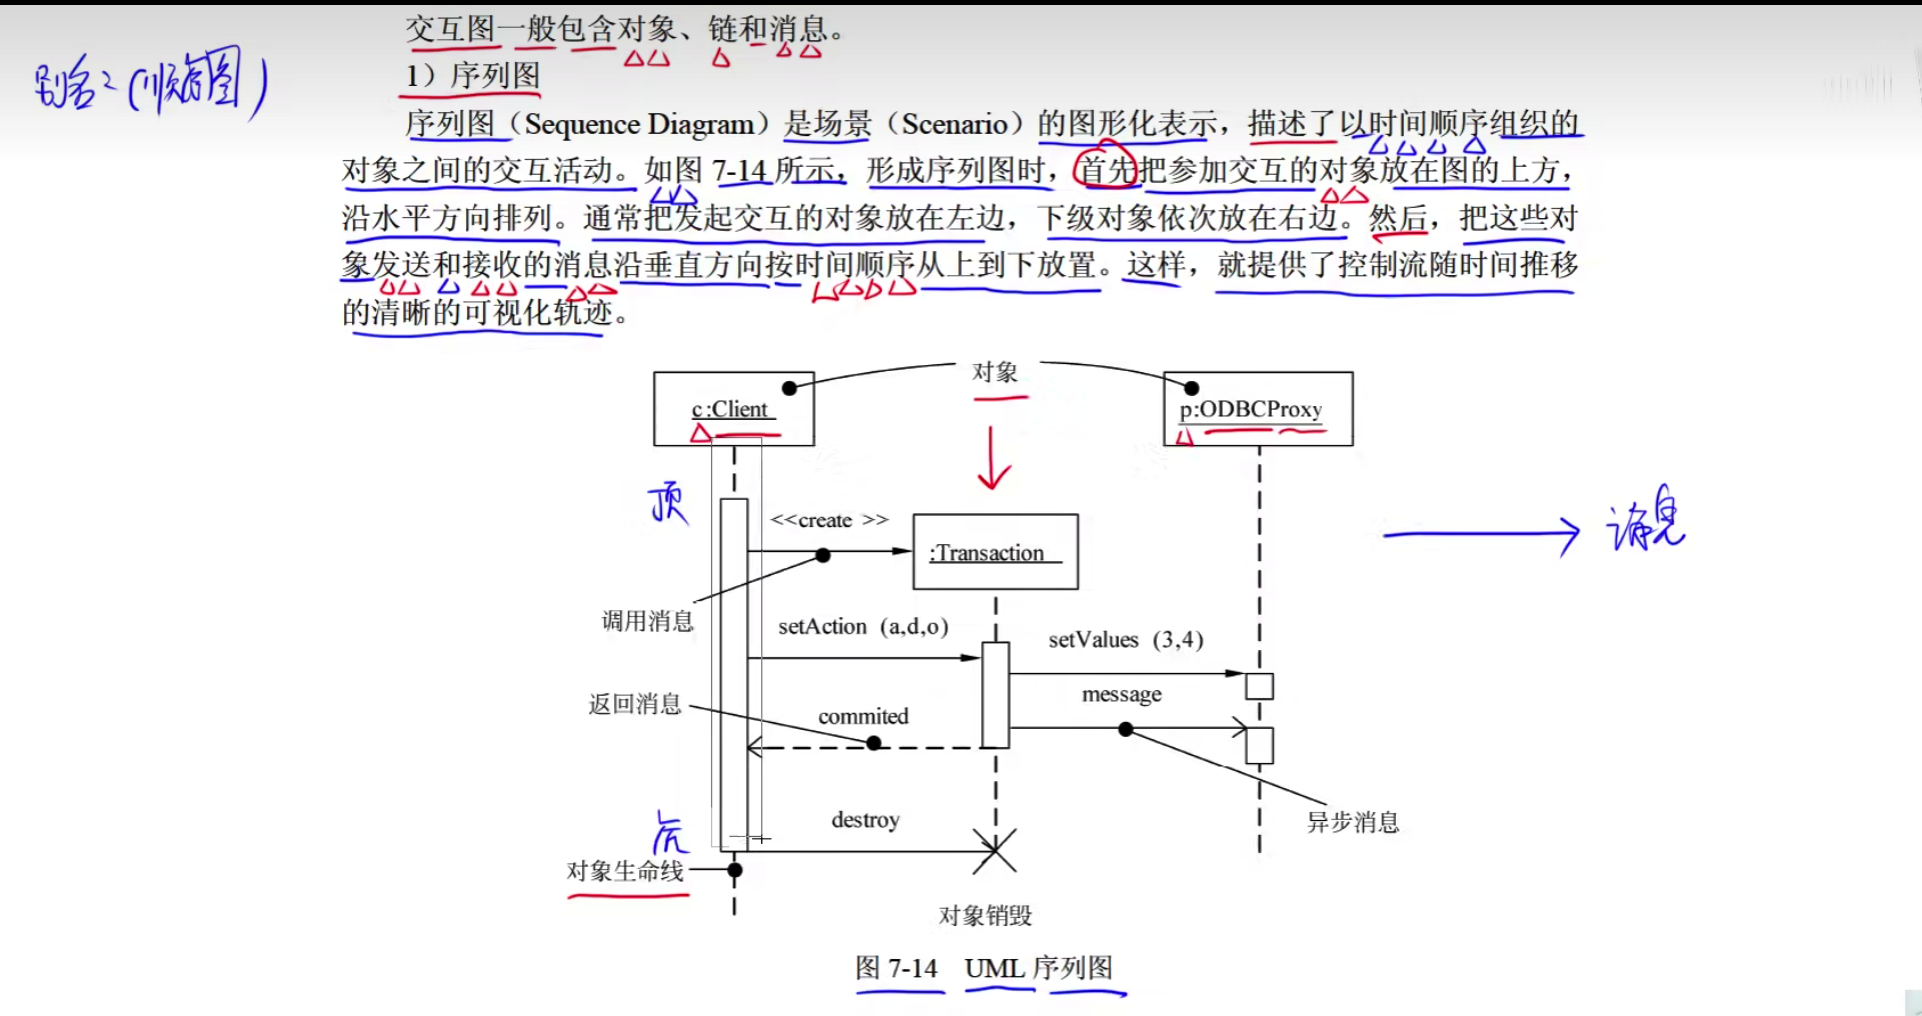 交互图一般包含对象、链和消息。
别名：(顺序图)
1）序列图
序列图（Sequence Diagram）是场景（Scenario）的图形化表示，描述了以时间顺序组织的
对象之间的交互活动。如图 7-14 所示，形成序列图时，首先把参加交互的对象放在图的上方，
沿水平方向排列。通常把发起交互的对象放在左边，下级对象依次放在右边。然后，把这些对
象发送和接收的消息沿垂直方向按时间顺序从上到下放置。这样，就提供了控制流随时间推移
的清晰的可视化轨迹。
对象
c:Client
p:ODBCProxy
顶
<<create >>
:Transaction
消息
调用消息
setAction (a,d,o)
setValues (3,4)
返回消息
commited
message
destroy
异步消息
对象生命线
对象销毁
图 7-14 UML 序列图